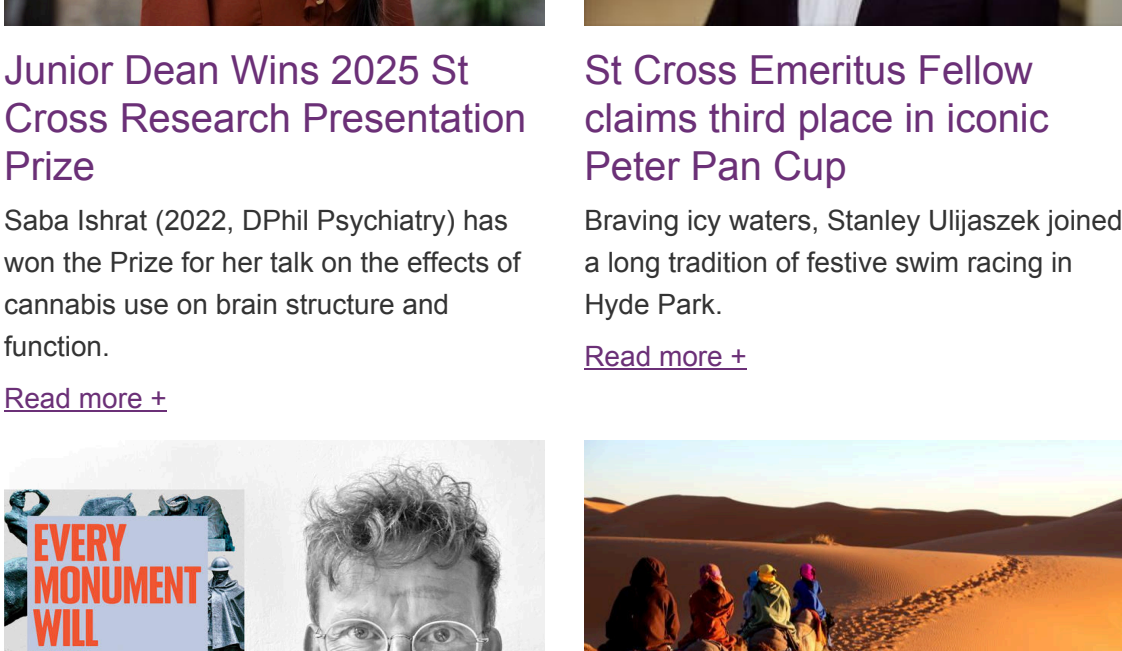 Junior Dean Wins 2025 St
Cross Research Presentation
Prize
Saba Ishrat (2022, DPhil Psychiatry) has
won the Prize for her talk on the effects of
cannabis use on brain structure and
function.
Read more +
St Cross Emeritus Fellow
claims third place in iconic
Peter Pan Cup
Braving icy waters, Stanley Ulijaszek joined
a long tradition of festive swim racing in
Hyde Park.
Read more +
EVERY
MONUMENT
WILL